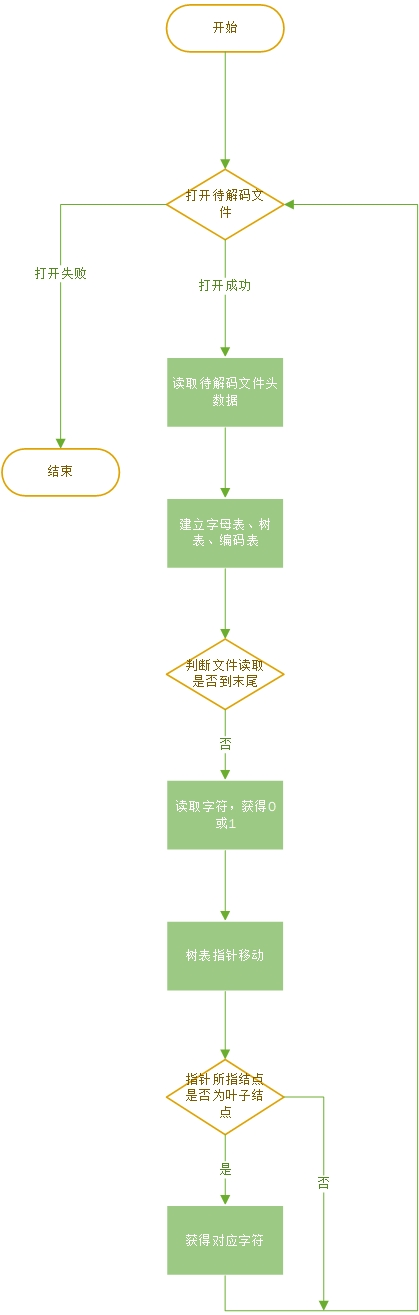 开始
打开待解码文
件
打开失败
打开成功
读取待解码文件头
数据
结束
建立字母表、树
表、编码表
判断文件读取
是否到末尾
否
读取字符，获得0
或1
树表指针移动
指针所指结点
是否为叶子结
点
是
否
获得对应字符